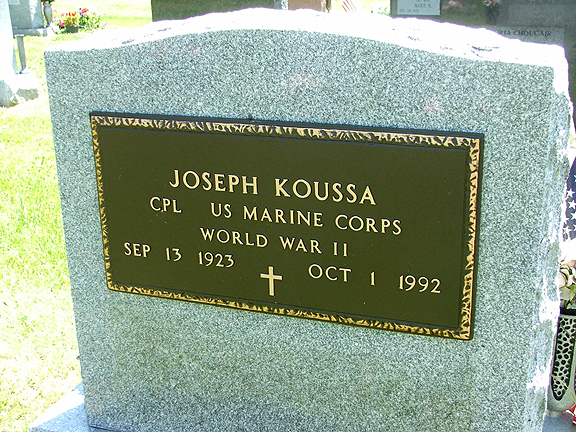 JOSEPH KOUSSA
CPL US MARINE CORPS
WORLD WAR II
SEP 13 1923 OCT 1 1992